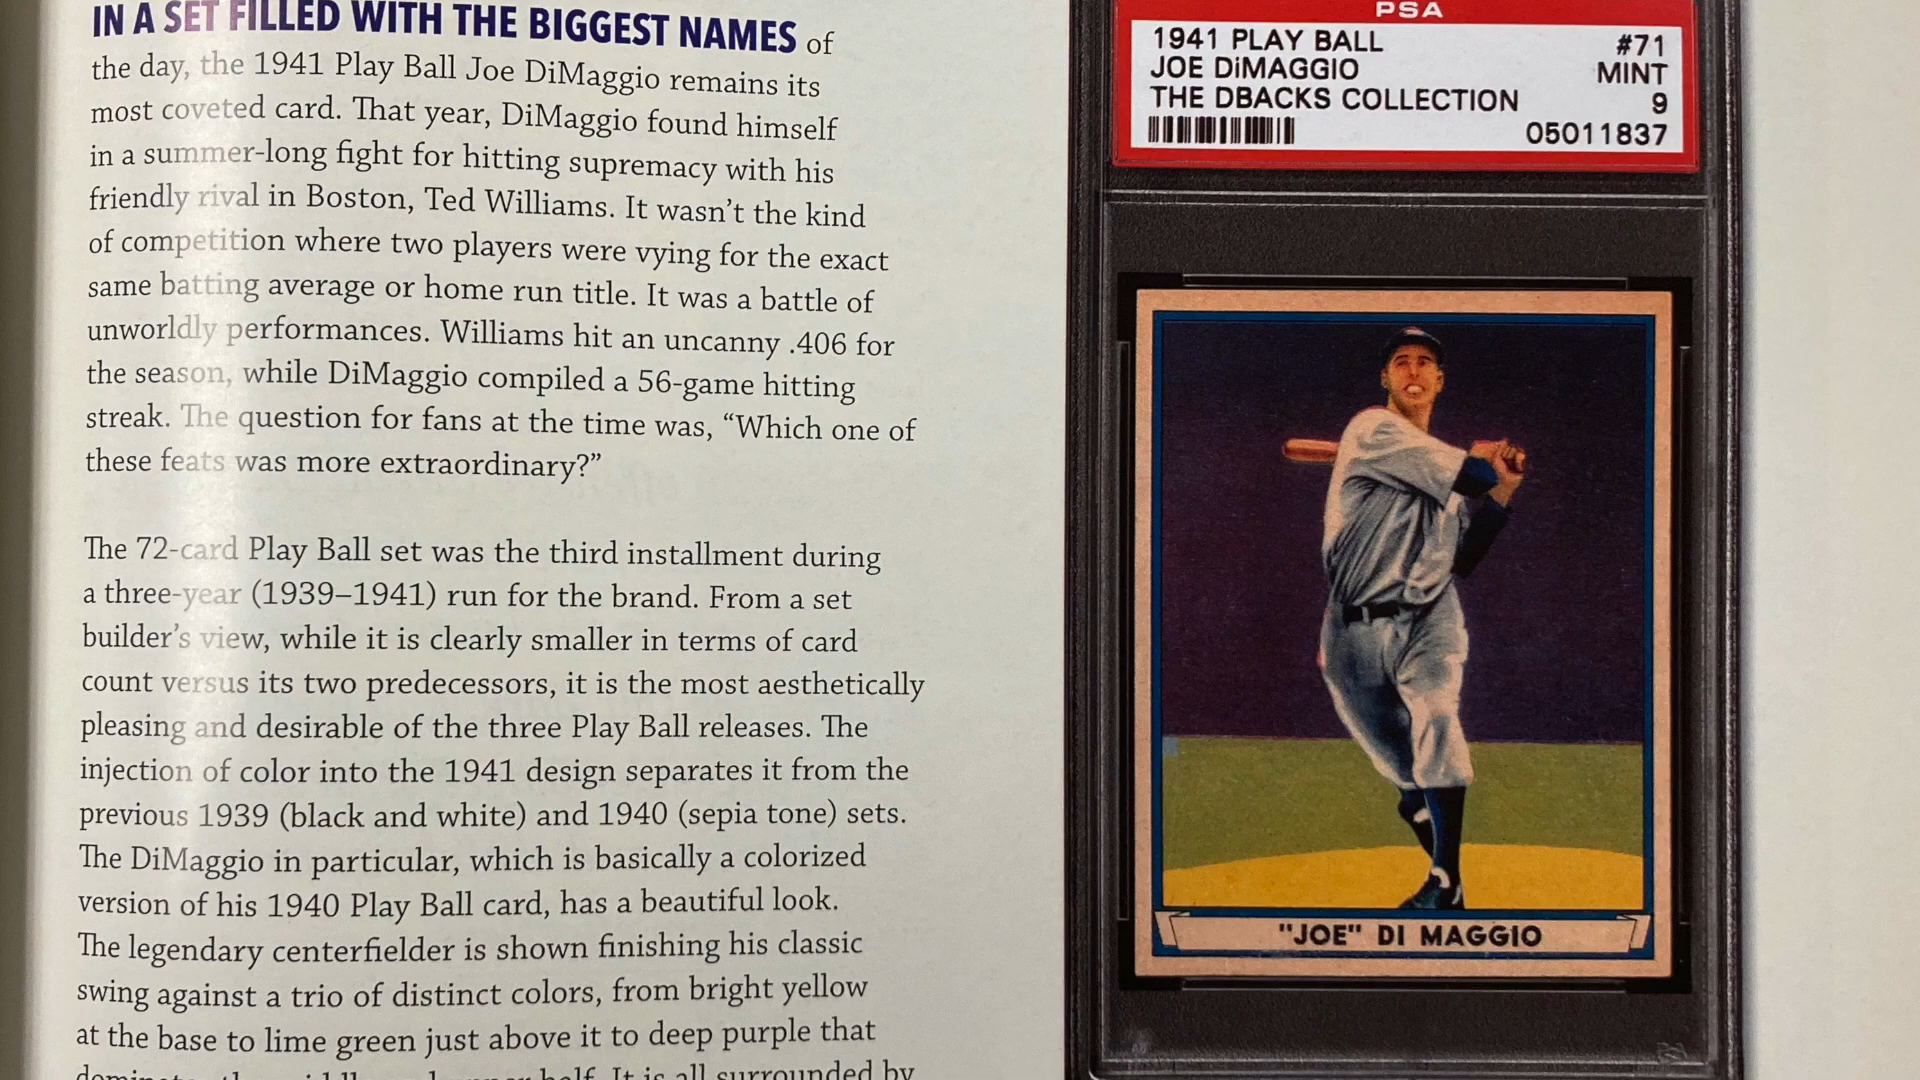 IN A SET FILLED WITH THE BIGGEST NAMES of
the day, the 1941 Play Ball Joe DiMaggio remains its
most coveted card. That year, DiMaggio found himself
in a summer-long fight for hitting supremacy with his
friendly rival in Boston, Ted Williams. It wasn't the kind
of competition where two players were vying for the exact
same batting average or home run title. It was a battle of
unworldly performances. Williams hit an uncanny .406 for
the season, while DiMaggio compiled a 56-game hitting
streak. The question for fans at the time was, “Which one of
these feats was more extraordinary?”
The 72-card Play Ball set was the third installment during
a three-year (1939–1941) run for the brand. From a set
builder's view, while it is clearly smaller in terms of card
count versus its two predecessors, it is the most aesthetically
pleasing and desirable of the three Play Ball releases. The
injection of color into the 1941 design separates it from the
previous 1939 (black and white) and 1940 (sepia tone) sets.
The DiMaggio in particular, which is basically a colorized
version of his 1940 Play Ball card, has a beautiful look.
The legendary centerfielder is shown finishing his classic
swing against a trio of distinct colors, from bright yellow
at the base to lime green just above it to deep purple that
half. It is all surrounded by
PSA
1941 PLAY BALL #71
JOE DiMAGGIO MINT
THE DBACKS COLLECTION 9
05011837
"JOE" DI MAGGIO